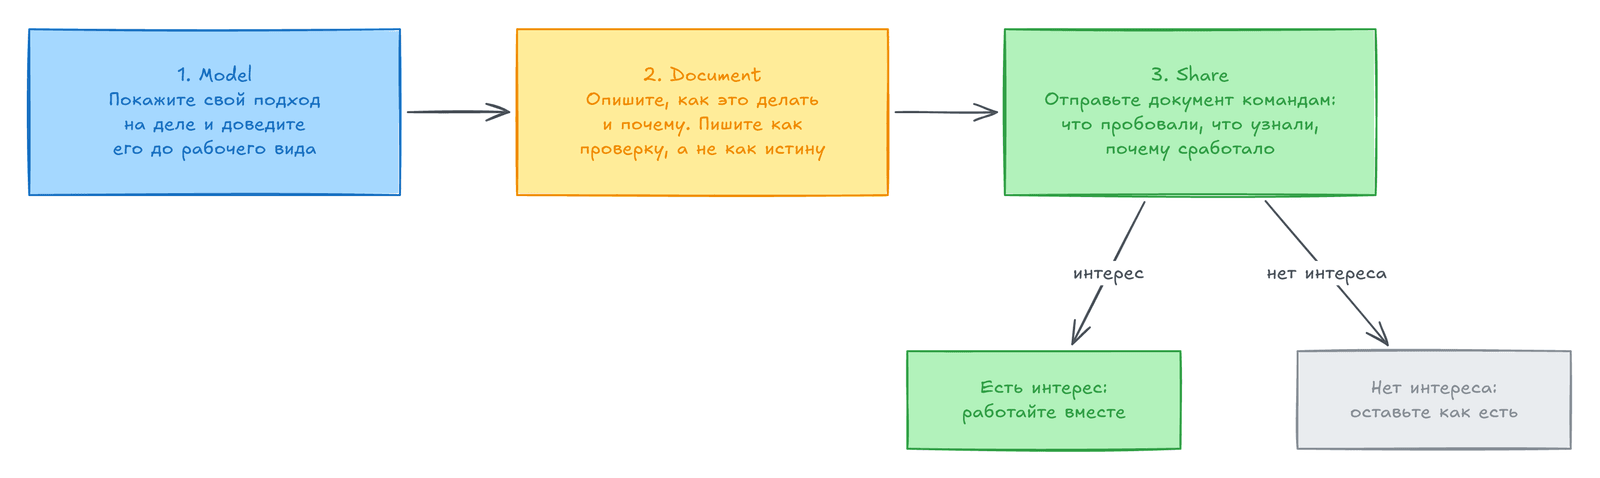 1. Model
Покажите свой подход
на деле и доведите
его до рабочего вида
2. Document
Опишите, как это делать
и почему. Пишите как
проверку, а не как истину
3. Share
Отправьте документ командам:
что пробовали, что узнали,
почему сработало
интерес
нет интереса
Есть интерес:
работайте вместе
Нет интереса:
оставьте как есть